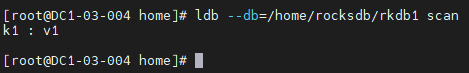 [root@DC1-03-004 home]# ldb --db=/home/rocksdb/rkdb1 scan
k1 : v1
[root@DC1-03-004 home]#